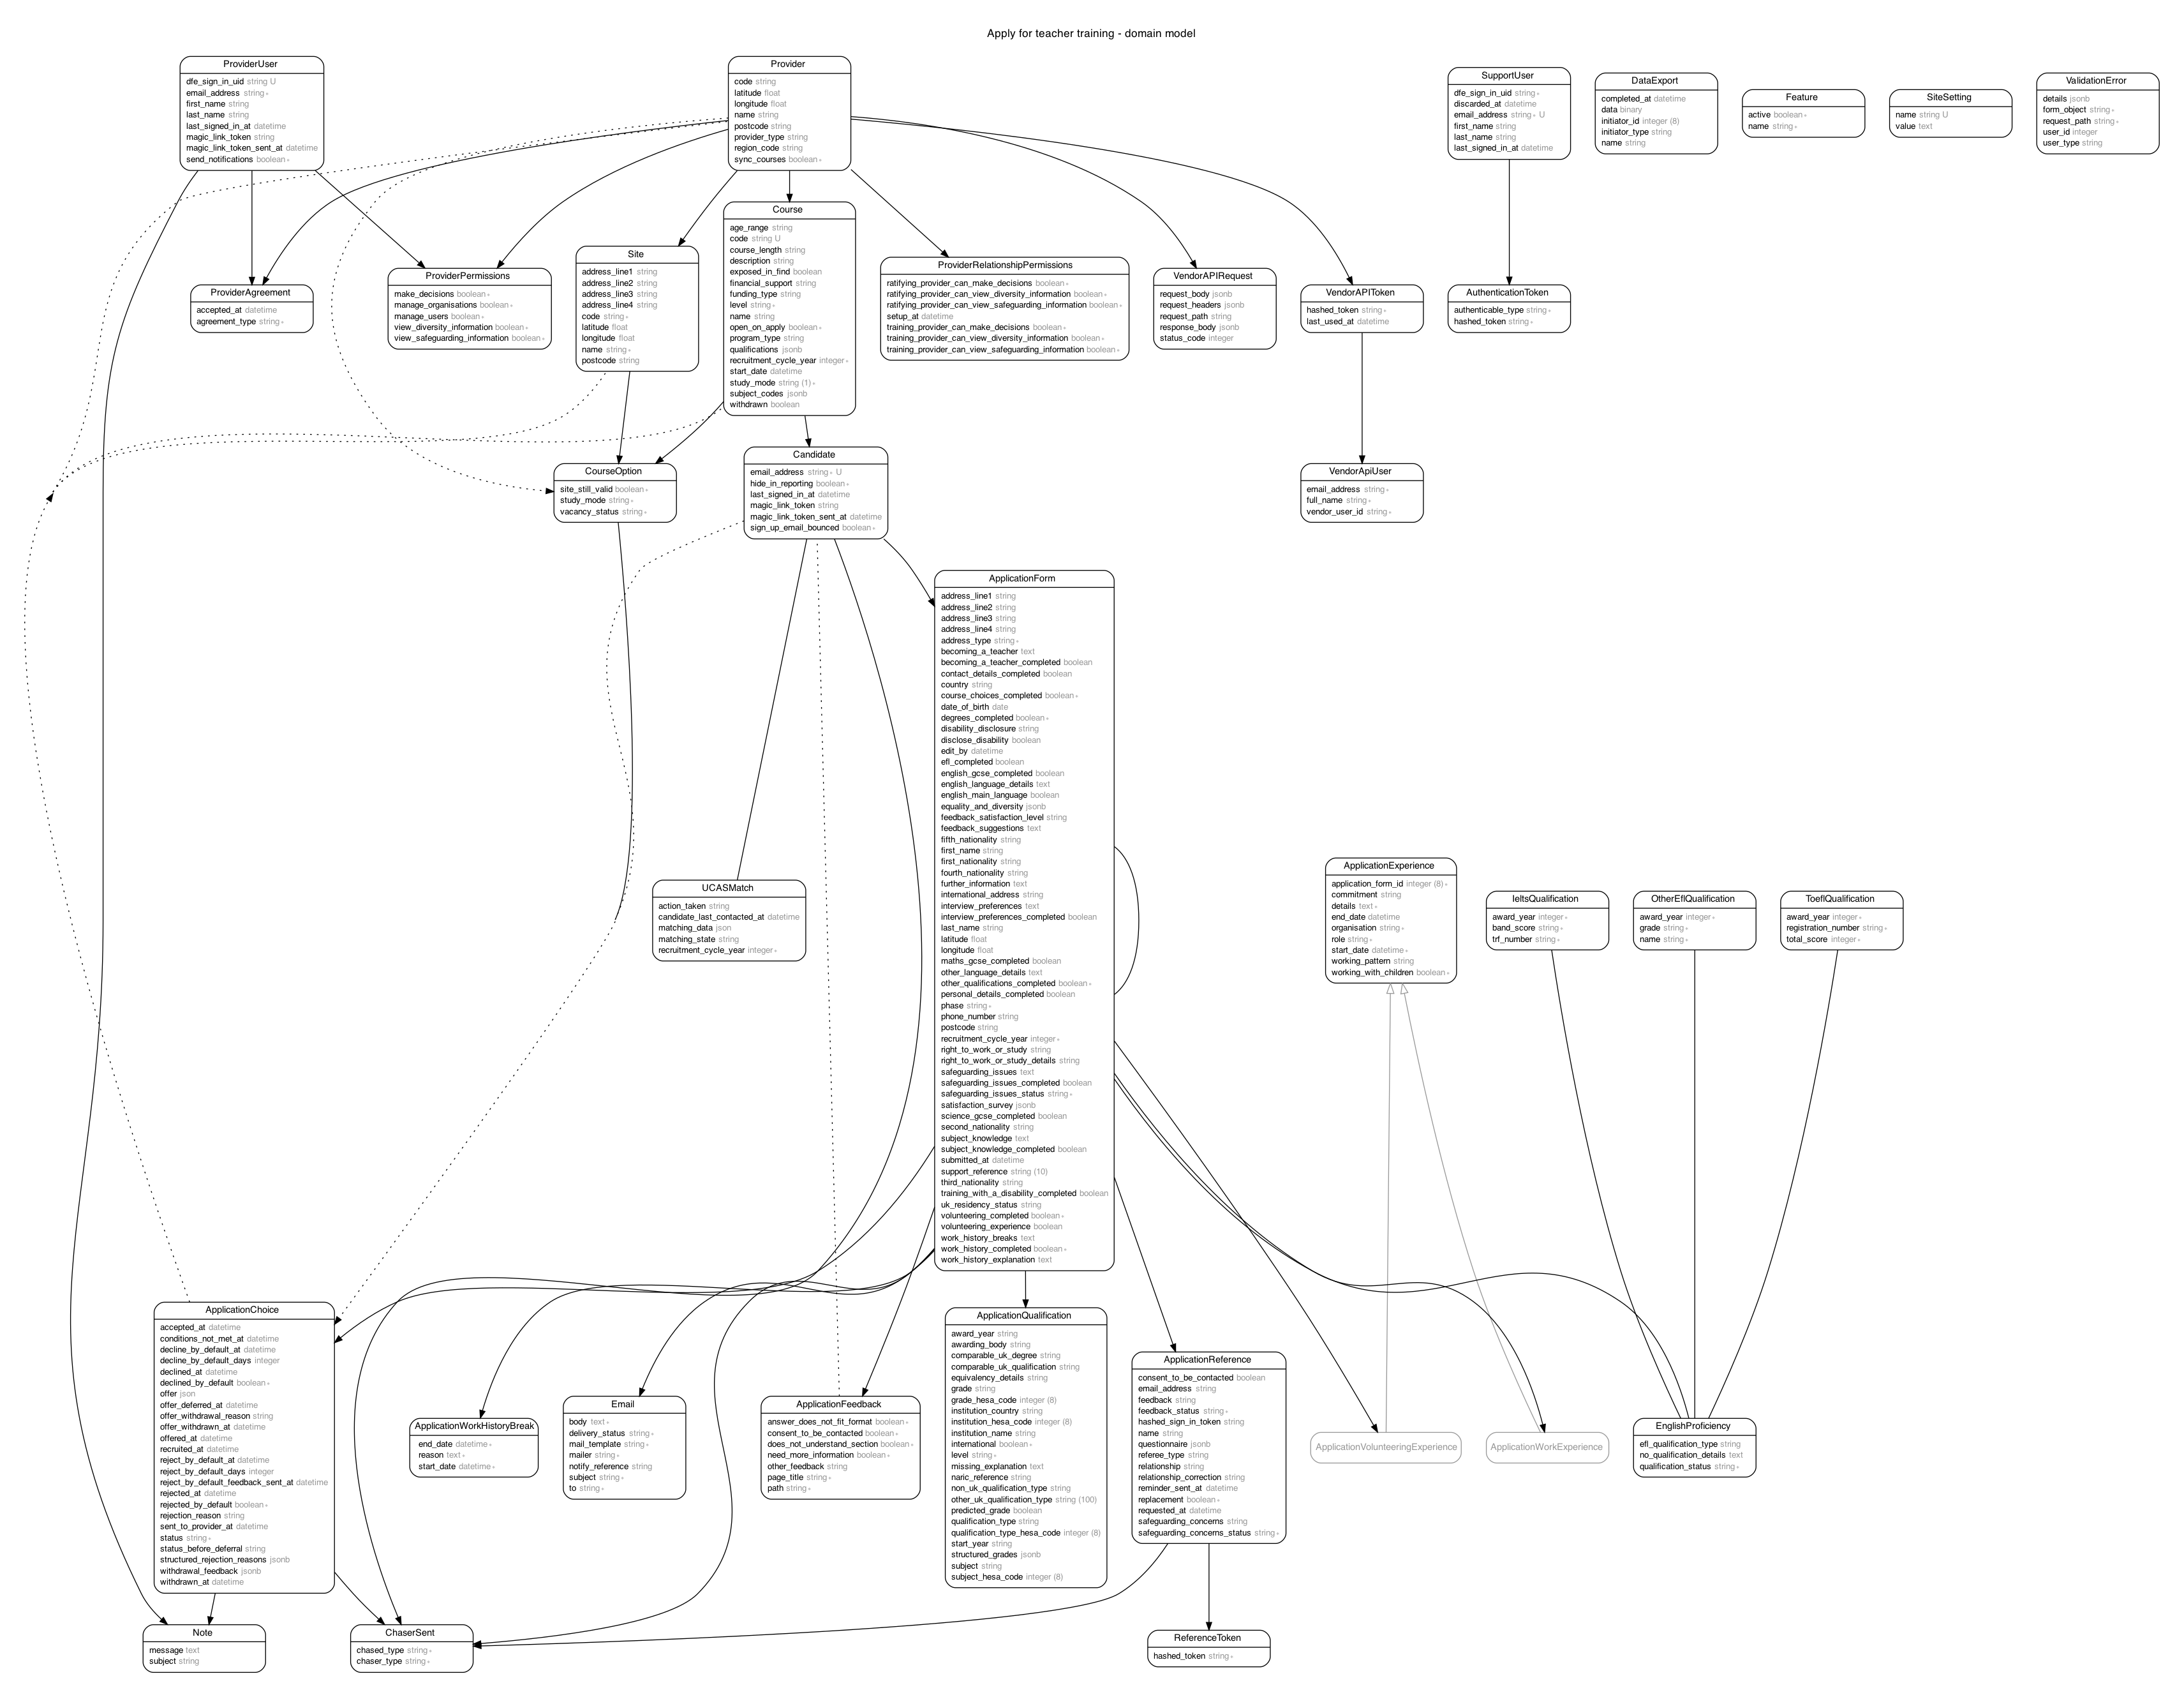 Apply for teacher training - domain model
ProviderUser
dfe_sign_in_uid string U
email_address string ∗
first_name string
last_name string
last_signed_in_at datetime
magic_link_token string
magic_link_token_sent_at datetime
send_notifications boolean ∗
Provider
code string
latitude float
longitude float
name string
postcode string
provider_type string
region_code string
sync_courses boolean ∗
SupportUser
dfe_sign_in_uid string ∗
discarded_at datetime
email_address string ∗ U
first_name string
last_name string
last_signed_in_at datetime
DataExport
completed_at datetime
data binary
initiator_id integer (8)
initiator_type string
name string
Feature
active boolean ∗
name string ∗
SiteSetting
name string U
value text
ValidationError
details jsonb
form_object string ∗
request_path string ∗
user_id integer
user_type string
ProviderAgreement
accepted_at datetime
agreement_type string ∗
ProviderPermissions
make_decisions boolean ∗
manage_organisations boolean ∗
manage_users boolean ∗
view_diversity_information boolean ∗
view_safeguarding_information boolean ∗
Site
address_line1 string
address_line2 string
address_line3 string
address_line4 string
code string ∗
latitude float
longitude float
name string ∗
postcode string
Course
age_range string
code string U
course_length string
description string
exposed_in_find boolean
financial_support string
funding_type string
level string ∗
name string
open_on_apply boolean ∗
program_type string
qualifications jsonb
recruitment_cycle_year integer ∗
start_date datetime
study_mode string (1) ∗
subject_codes jsonb
withdrawn boolean
ProviderRelationshipPermissions
ratifying_provider_can_make_decisions boolean ∗
ratifying_provider_can_view_diversity_information boolean ∗
ratifying_provider_can_view_safeguarding_information boolean ∗
setup_at datetime
training_provider_can_make_decisions boolean ∗
training_provider_can_view_diversity_information boolean ∗
training_provider_can_view_safeguarding_information boolean ∗
VendorAPIRequest
request_body jsonb
request_headers jsonb
request_path string
response_body jsonb
status_code integer
VendorAPIToken
hashed_token string ∗
last_used_at datetime
AuthenticationToken
authenticable_type string ∗
hashed_token string ∗
CourseOption
site_still_valid boolean ∗
study_mode string ∗
vacancy_status string ∗
Candidate
email_address string ∗ U
hide_in_reporting boolean ∗
last_signed_in_at datetime
magic_link_token string
magic_link_token_sent_at datetime
sign_up_email_bounced boolean ∗
VendorApiUser
email_address string ∗
full_name string ∗
vendor_user_id string ∗
ApplicationForm
address_line1 string
address_line2 string
address_line3 string
address_line4 string
address_type string ∗
becoming_a_teacher text
becoming_a_teacher_completed boolean
contact_details_completed boolean
country string
course_choices_completed boolean ∗
date_of_birth date
degrees_completed boolean ∗
disability_disclosure string
disclose_disability boolean
edit_by datetime
efl_completed boolean
english_gcse_completed boolean
english_language_details text
english_main_language boolean
equality_and_diversity jsonb
feedback_satisfaction_level string
feedback_suggestions text
fifth_nationality string
first_name string
first_nationality string
fourth_nationality string
further_information text
international_address string
interview_preferences text
interview_preferences_completed boolean
last_name string
latitude float
longitude float
maths_gcse_completed boolean
other_language_details text
other_qualifications_completed boolean ∗
personal_details_completed boolean
phase string ∗
phone_number string
postcode string
recruitment_cycle_year integer ∗
right_to_work_or_study string
right_to_work_or_study_details string
safeguarding_issues text
safeguarding_issues_completed boolean
safeguarding_issues_status string ∗
satisfaction_survey jsonb
science_gcse_completed boolean
second_nationality string
subject_knowledge text
subject_knowledge_completed boolean
submitted_at datetime
support_reference string (10)
third_nationality string
training_with_a_disability_completed boolean
uk_residency_status string
volunteering_completed boolean ∗
volunteering_experience boolean
work_history_breaks text
work_history_completed boolean ∗
work_history_explanation text
UCASMatch
action_taken string
candidate_last_contacted_at datetime
matching_data json
matching_state string
recruitment_cycle_year integer ∗
ApplicationExperience
application_form_id integer (8) ∗
commitment string
details text ∗
end_date datetime
organisation string ∗
role string ∗
start_date datetime ∗
working_pattern string
working_with_children boolean ∗
IeltsQualification
award_year integer ∗
band_score string ∗
trf_number string ∗
OtherEflQualification
award_year integer ∗
grade string ∗
name string ∗
ToeflQualification
award_year integer ∗
registration_number string ∗
total_score integer ∗
ApplicationChoice
accepted_at datetime
conditions_not_met_at datetime
decline_by_default_at datetime
decline_by_default_days integer
declined_at datetime
declined_by_default boolean ∗
offer json
offer_deferred_at datetime
offer_withdrawal_reason string
offer_withdrawn_at datetime
offered_at datetime
recruited_at datetime
reject_by_default_at datetime
reject_by_default_days integer
reject_by_default_feedback_sent_at datetime
rejected_at datetime
rejected_by_default boolean ∗
rejection_reason string
sent_to_provider_at datetime
status string ∗
status_before_deferral string
structured_rejection_reasons jsonb
withdrawal_feedback jsonb
withdrawn_at datetime
ApplicationWorkHistoryBreak
end_date datetime ∗
reason text ∗
start_date datetime ∗
Email
body text ∗
delivery_status string ∗
mail_template string ∗
mailer string ∗
notify_reference string
subject string ∗
to string ∗
ApplicationFeedback
answer_does_not_fit_format boolean ∗
consent_to_be_contacted boolean ∗
does_not_understand_section boolean ∗
need_more_information boolean ∗
other_feedback string
page_title string ∗
path string ∗
ApplicationQualification
award_year string
awarding_body string
comparable_uk_degree string
comparable_uk_qualification string
equivalency_details string
grade string
grade_hesa_code integer (8)
institution_country string
institution_hesa_code integer (8)
institution_name string
international boolean ∗
level string ∗
missing_explanation text
naric_reference string
non_uk_qualification_type string
other_uk_qualification_type string (100)
predicted_grade boolean
qualification_type string
qualification_type_hesa_code integer (8)
start_year string
structured_grades jsonb
subject string
subject_hesa_code integer (8)
ApplicationReference
consent_to_be_contacted boolean
email_address string
feedback string
feedback_status string ∗
hashed_sign_in_token string
name string
questionnaire jsonb
referee_type string
relationship string
relationship_correction string
reminder_sent_at datetime
replacement boolean ∗
requested_at datetime
safeguarding_concerns string
safeguarding_concerns_status string ∗
ApplicationVolunteeringExperience
ApplicationWorkExperience
EnglishProficiency
efl_qualification_type string
no_qualification_details text
qualification_status string ∗
Note
message text
subject string
ChaserSent
chased_type string ∗
chaser_type string ∗
ReferenceToken
hashed_token string ∗